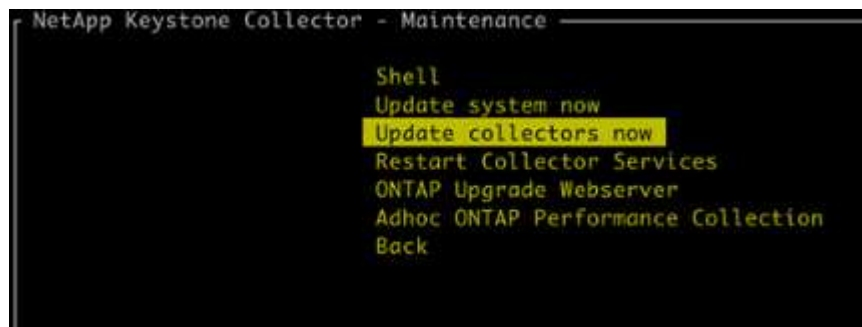 NetApp Keystone Collector - Maintenance
Shell
Update system now
Update collectors now
Restart Collector Services
ONTAP Upgrade Webserver
Adhoc ONTAP Performance Collection
Back